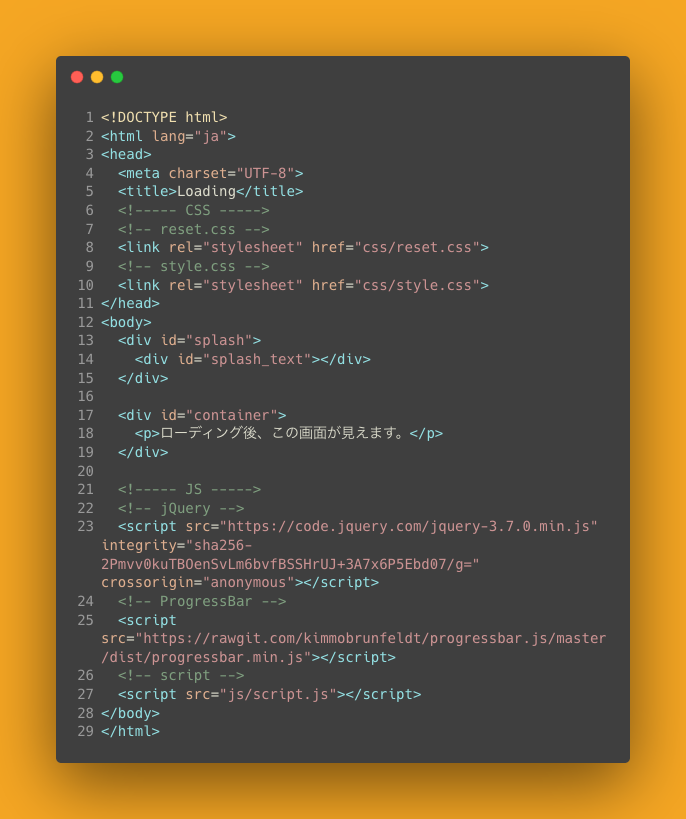 1 <!DOCTYPE html>
2 <html lang="ja">
3 <head>
4   <meta charset="UTF-8">
5   <title>Loading</title>
6   <!----- CSS ----->
7   <!-- reset.css -->
8   <link rel="stylesheet" href="css/reset.css">
9   <!-- style.css -->
10   <link rel="stylesheet" href="css/style.css">
11 </head>
12 <body>
13   <div id="splash">
14     <div id="splash_text"></div>
15   </div>
16
17   <div id="container">
18     <p>ローディング後、この画面が見えます。</p>
19   </div>
20
21   <!----- JS ----->
22   <!-- jQuery -->
23   <script src="https://code.jquery.com/jquery-3.7.0.min.js"
integrity="sha256-
2Pmvv0kuTBOenSvLm6bvfBSSHrUJ+3A7x6P5Ebd07/g="
crossorigin="anonymous"></script>
24   <!-- ProgressBar -->
25   <script
src="https://rawgit.com/kimmobrunfeldt/progressbar.js/master
/dist/progressbar.min.js"></script>
26   <!-- script -->
27   <script src="js/script.js"></script>
28 </body>
29 </html>